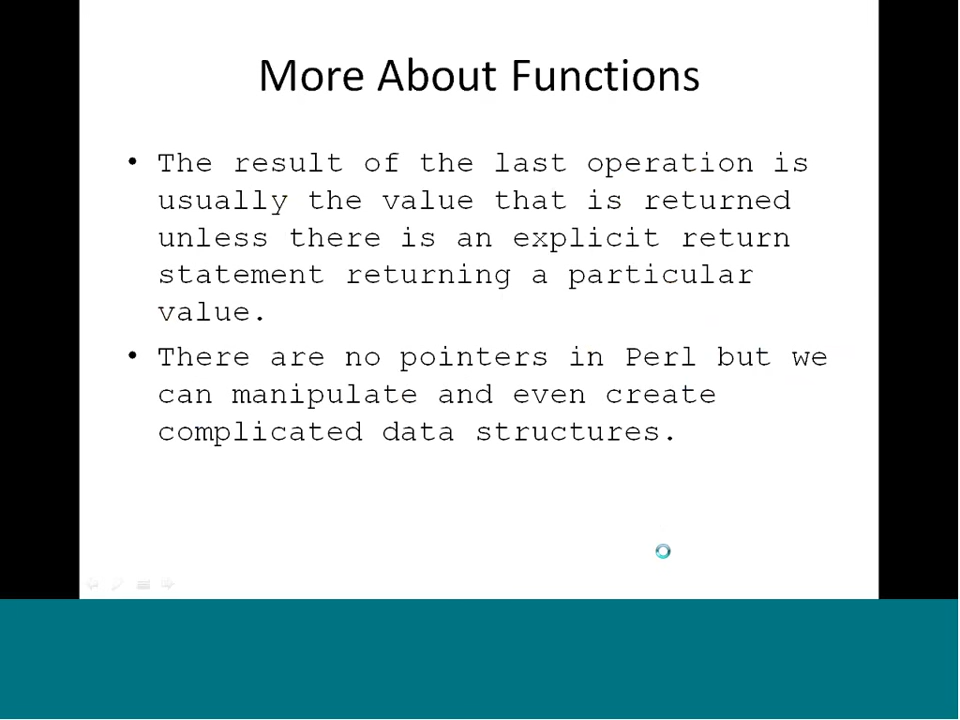 More About Functions
• The result of the last operation is
usually the value that is returned
unless there is an explicit return
statement returning a particular
value.
• There are no pointers in Perl but we
can manipulate and even create
complicated data structures.